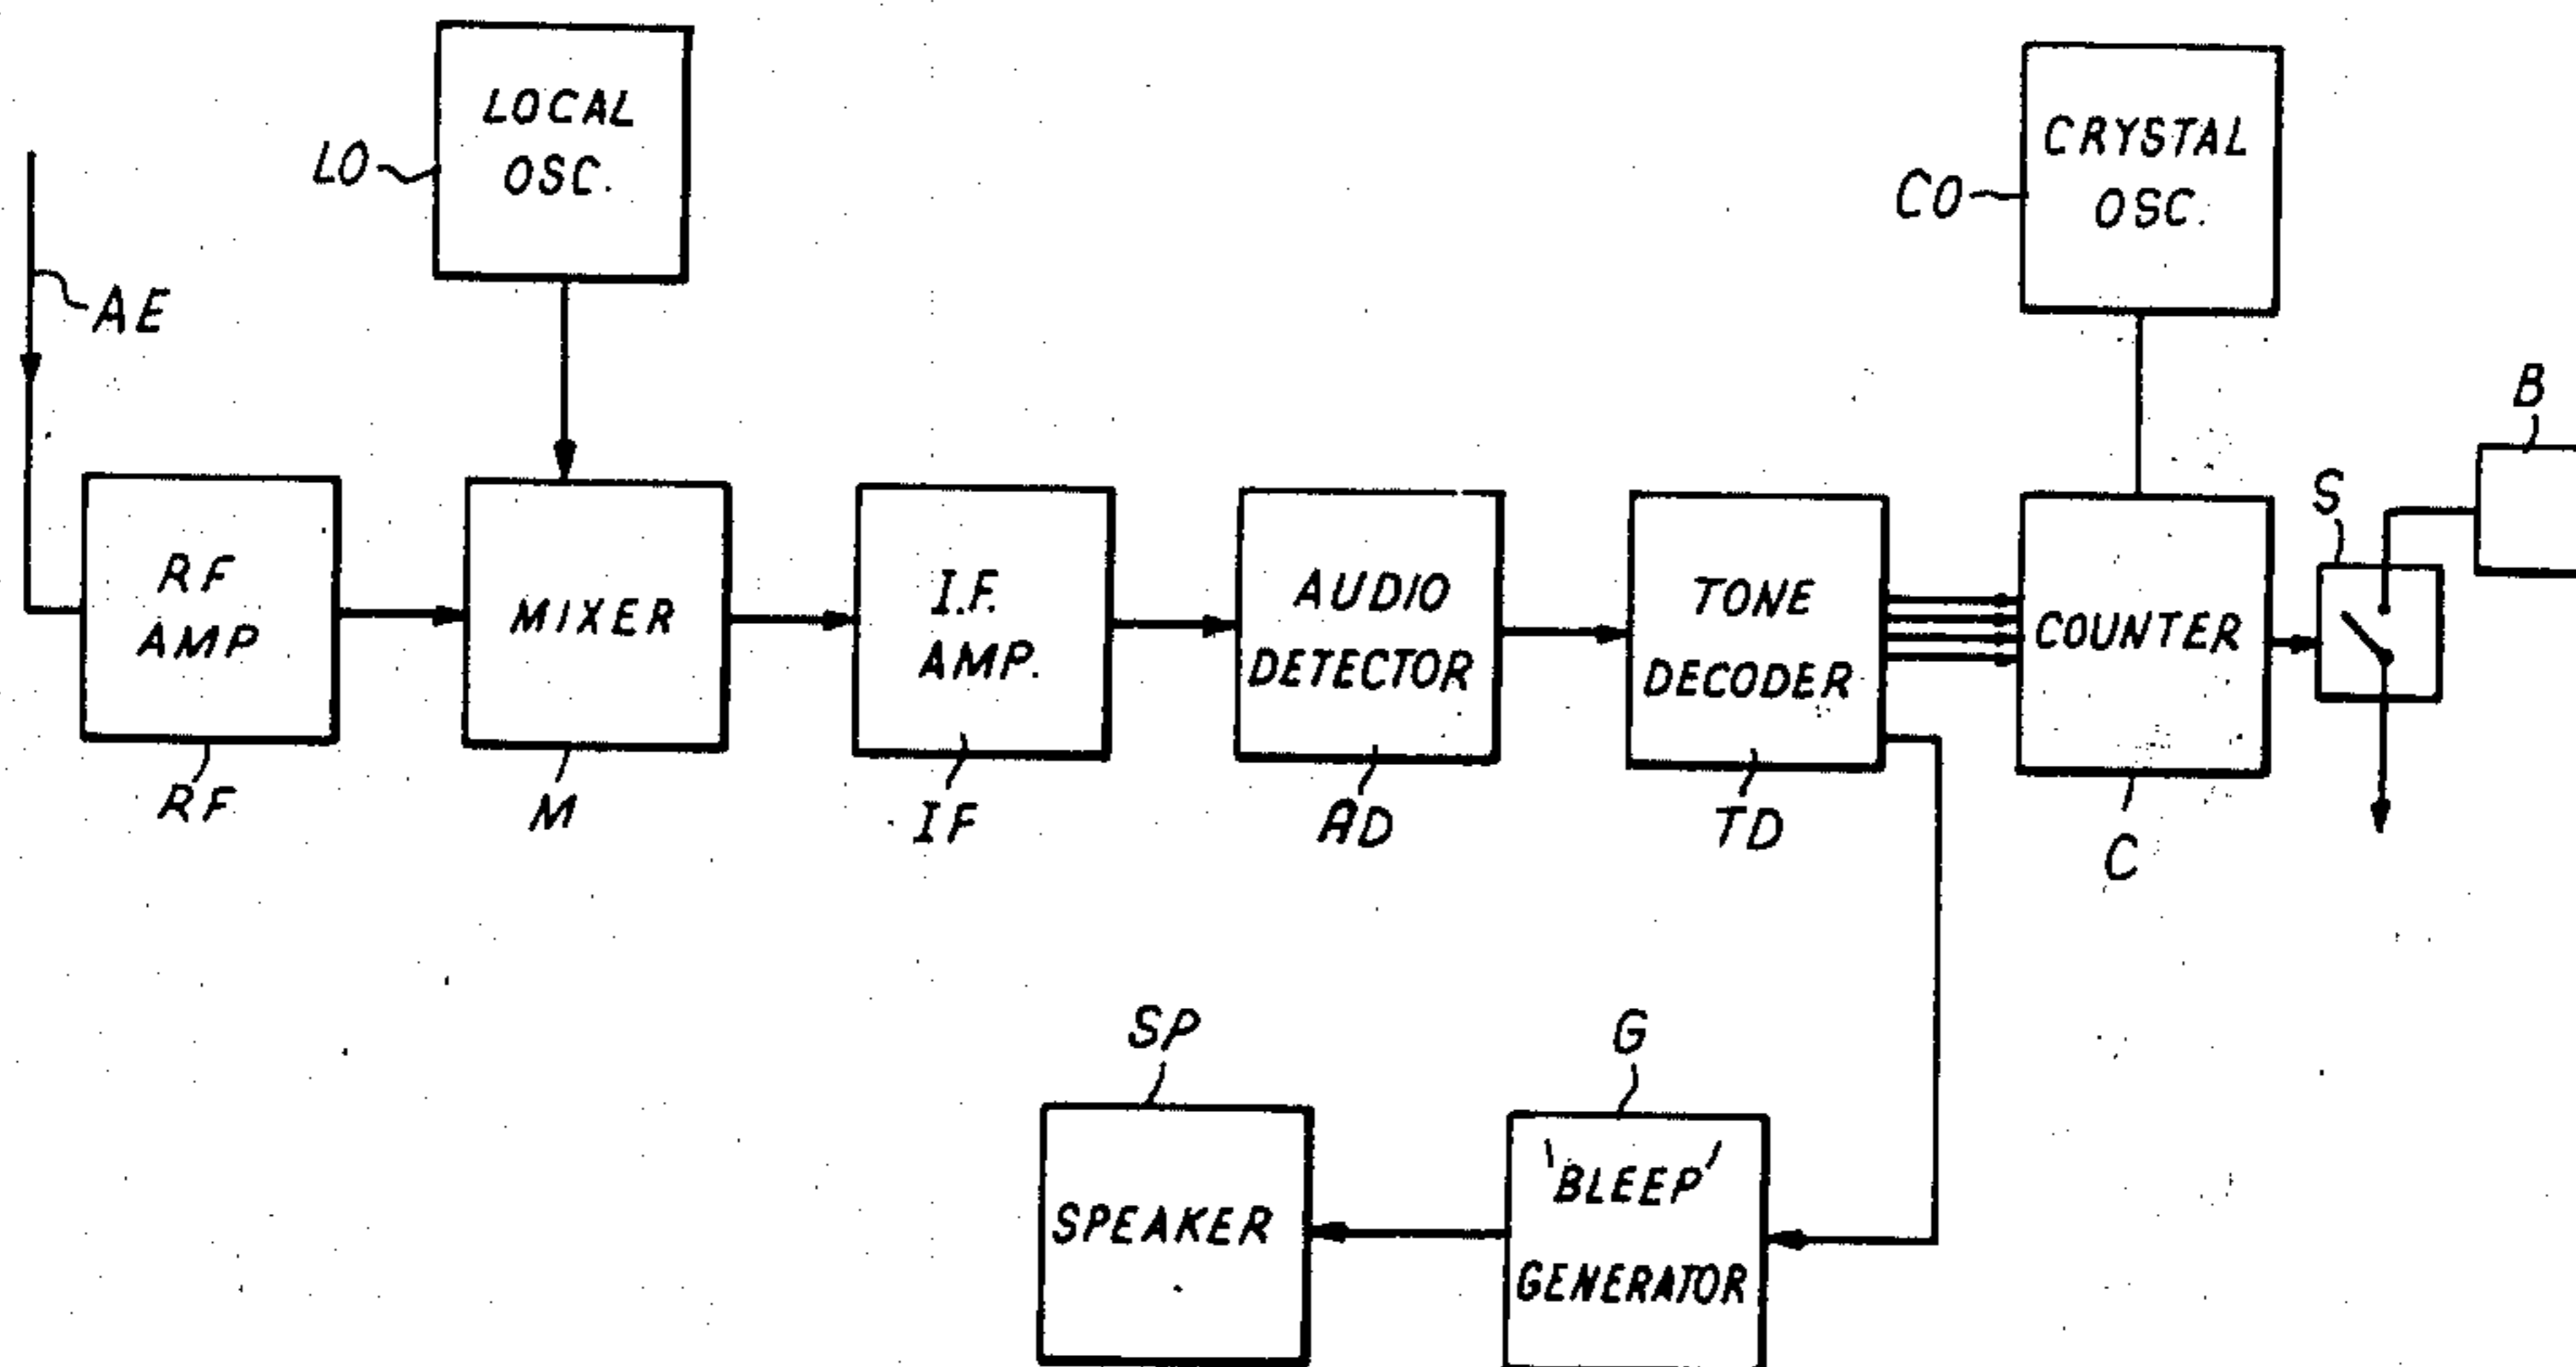 LOCAL
OSC.
LO
CRYSTAL
OSC.
CO
AE
B
S
RF
AMP
MIXER
I.F.
AMP.
AUDIO
DETECTOR
TONE
DECODER
COUNTER
RF
M
IF
AD
TD
C
SP
G
SPEAKER
'BLEEP'
GENERATOR